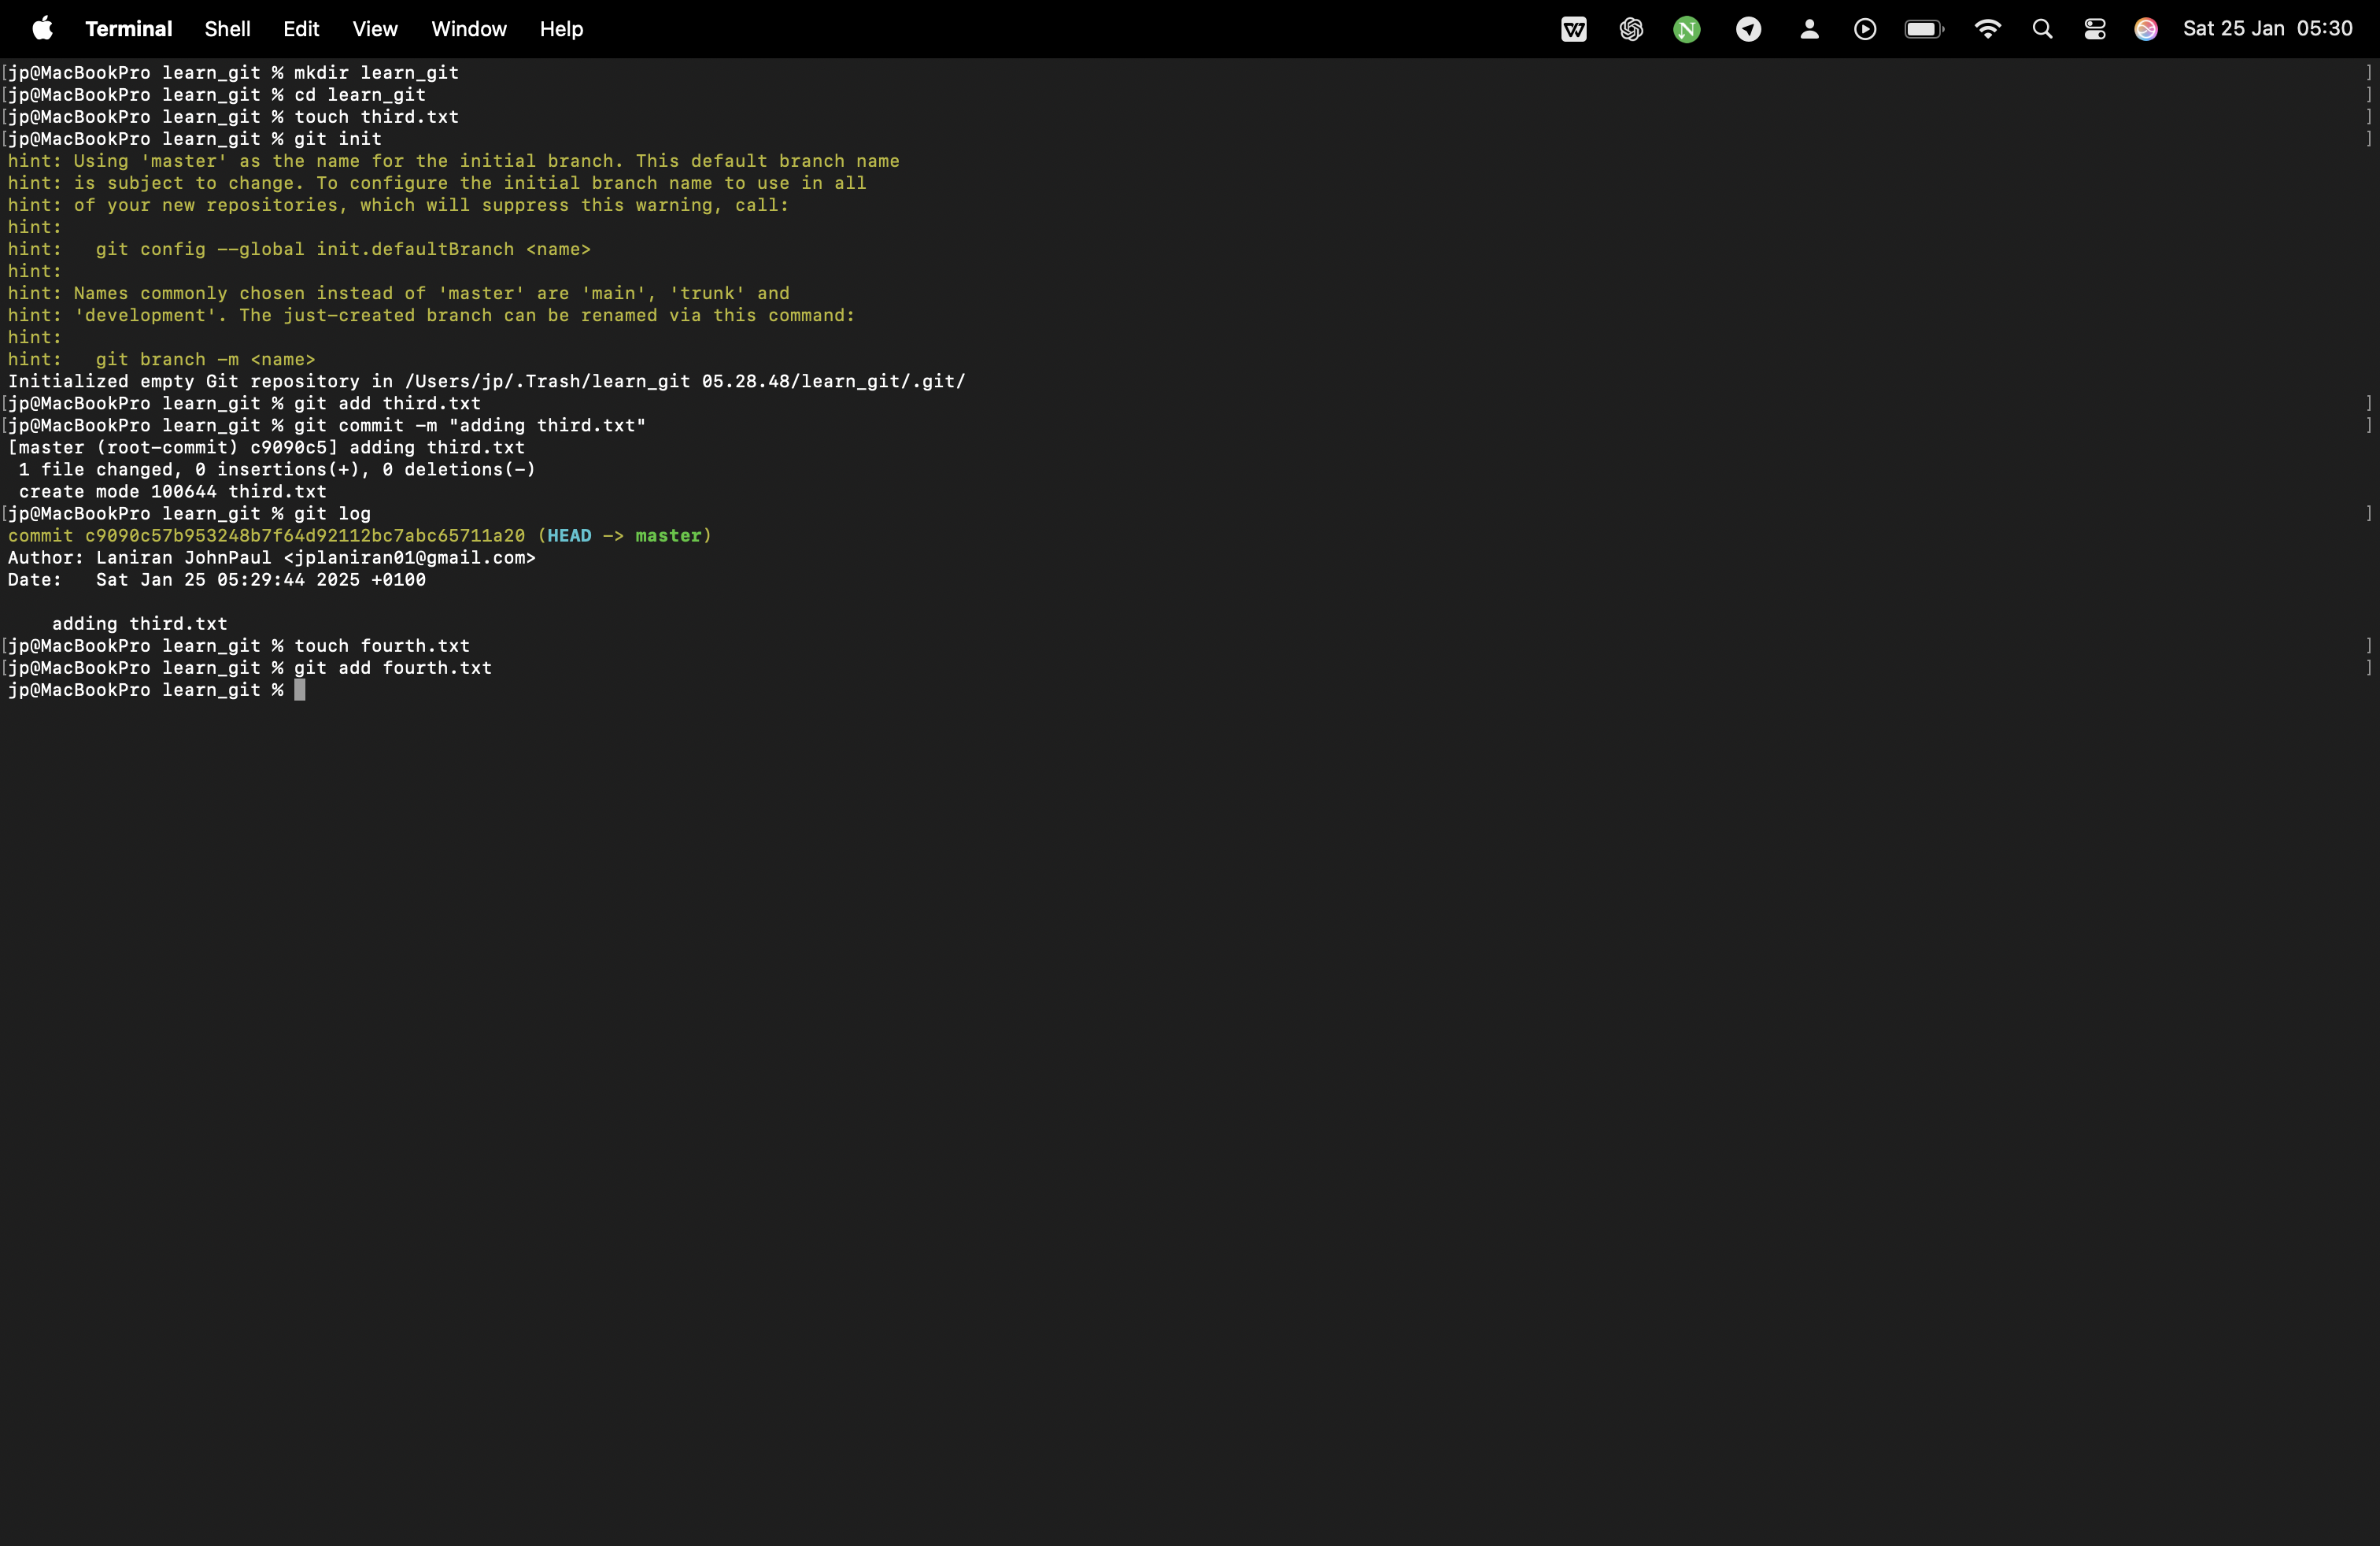 Terminal Shell Edit View Window Help Sat 25 Jan 05:30
[jp@MacBookPro learn_git % mkdir learn_git ]
[jp@MacBookPro learn_git % cd learn_git ]
[jp@MacBookPro learn_git % touch third.txt ]
[jp@MacBookPro learn_git % git init ]
hint: Using 'master' as the name for the initial branch. This default branch name
hint: is subject to change. To configure the initial branch name to use in all
hint: of your new repositories, which will suppress this warning, call:
hint:
hint:   git config --global init.defaultBranch <name>
hint:
hint: Names commonly chosen instead of 'master' are 'main', 'trunk' and
hint: 'development'. The just-created branch can be renamed via this command:
hint:
hint:   git branch -m <name>
Initialized empty Git repository in /Users/jp/.Trash/learn_git 05.28.48/learn_git/.git/
[jp@MacBookPro learn_git % git add third.txt ]
[jp@MacBookPro learn_git % git commit -m "adding third.txt" ]
[master (root-commit) c9090c5] adding third.txt
 1 file changed, 0 insertions(+), 0 deletions(-)
 create mode 100644 third.txt
[jp@MacBookPro learn_git % git log ]
commit c9090c57b953248b7f64d92112bc7abc65711a20 (HEAD -> master)
Author: Laniran JohnPaul <jplaniran01@gmail.com>
Date:   Sat Jan 25 05:29:44 2025 +0100
    adding third.txt
[jp@MacBookPro learn_git % touch fourth.txt ]
[jp@MacBookPro learn_git % git add fourth.txt ]
jp@MacBookPro learn_git %